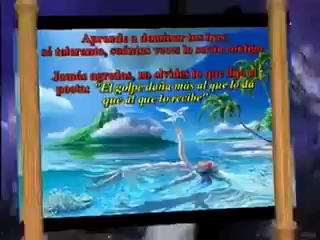 Aprende a dominar tus iras,
sé tolerante, cuántas veces lo serán contigo.
Jamás agredas, no olvides lo que dijo el
poeta: "El golpe daña más al que lo da
que al que lo recibe"